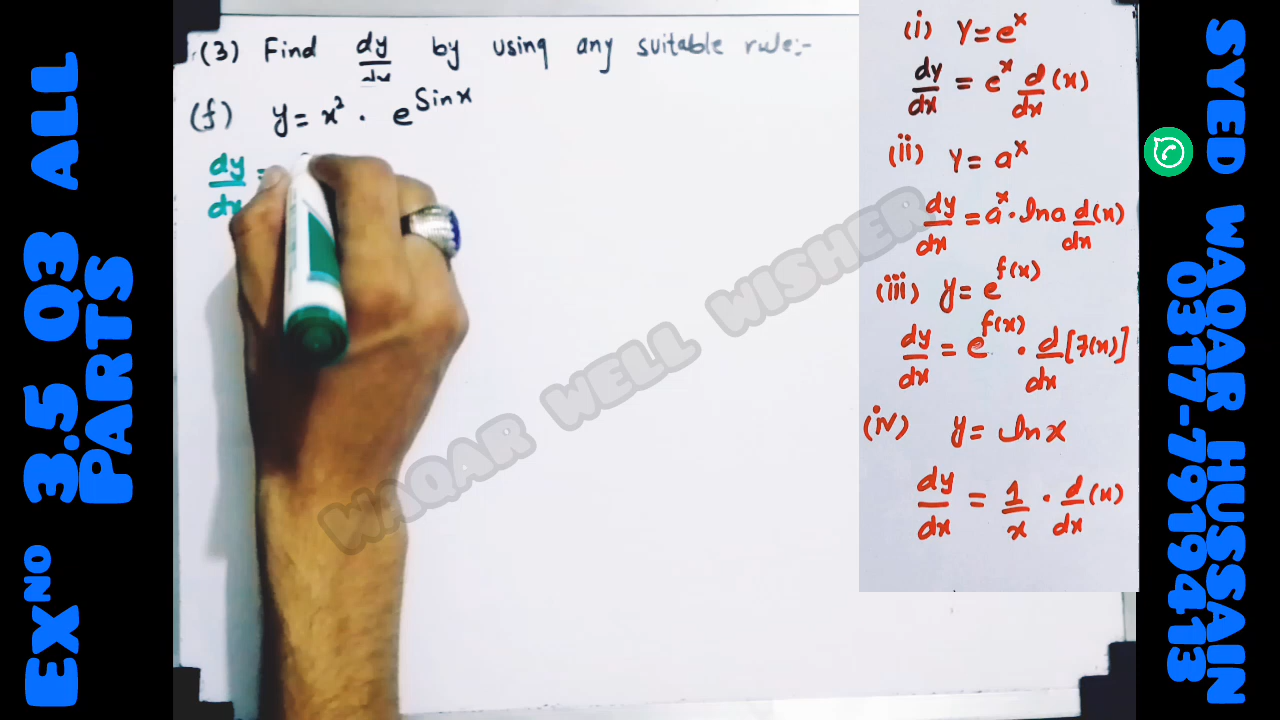 (3) Find dy/dx by using any suitable rule:-
(f) y = x² · e^Sinx
dy/dx =
(i) y = e^x
dy/dx = e^x d/dx (x)
(ii) y = a^x
dy/dx = a^x · ln a d/dx (x)
(iii) y = e^f(x)
dy/dx = e^f(x) · d/dx [f(x)]
(iv) y = ln x
dy/dx = 1/x · d/dx (x)
EX^NO 3.5 Q3 ALL
PARTS
SYED WAQAR HUSSAIN
0317-7919413
WAQAR WELL WISHER